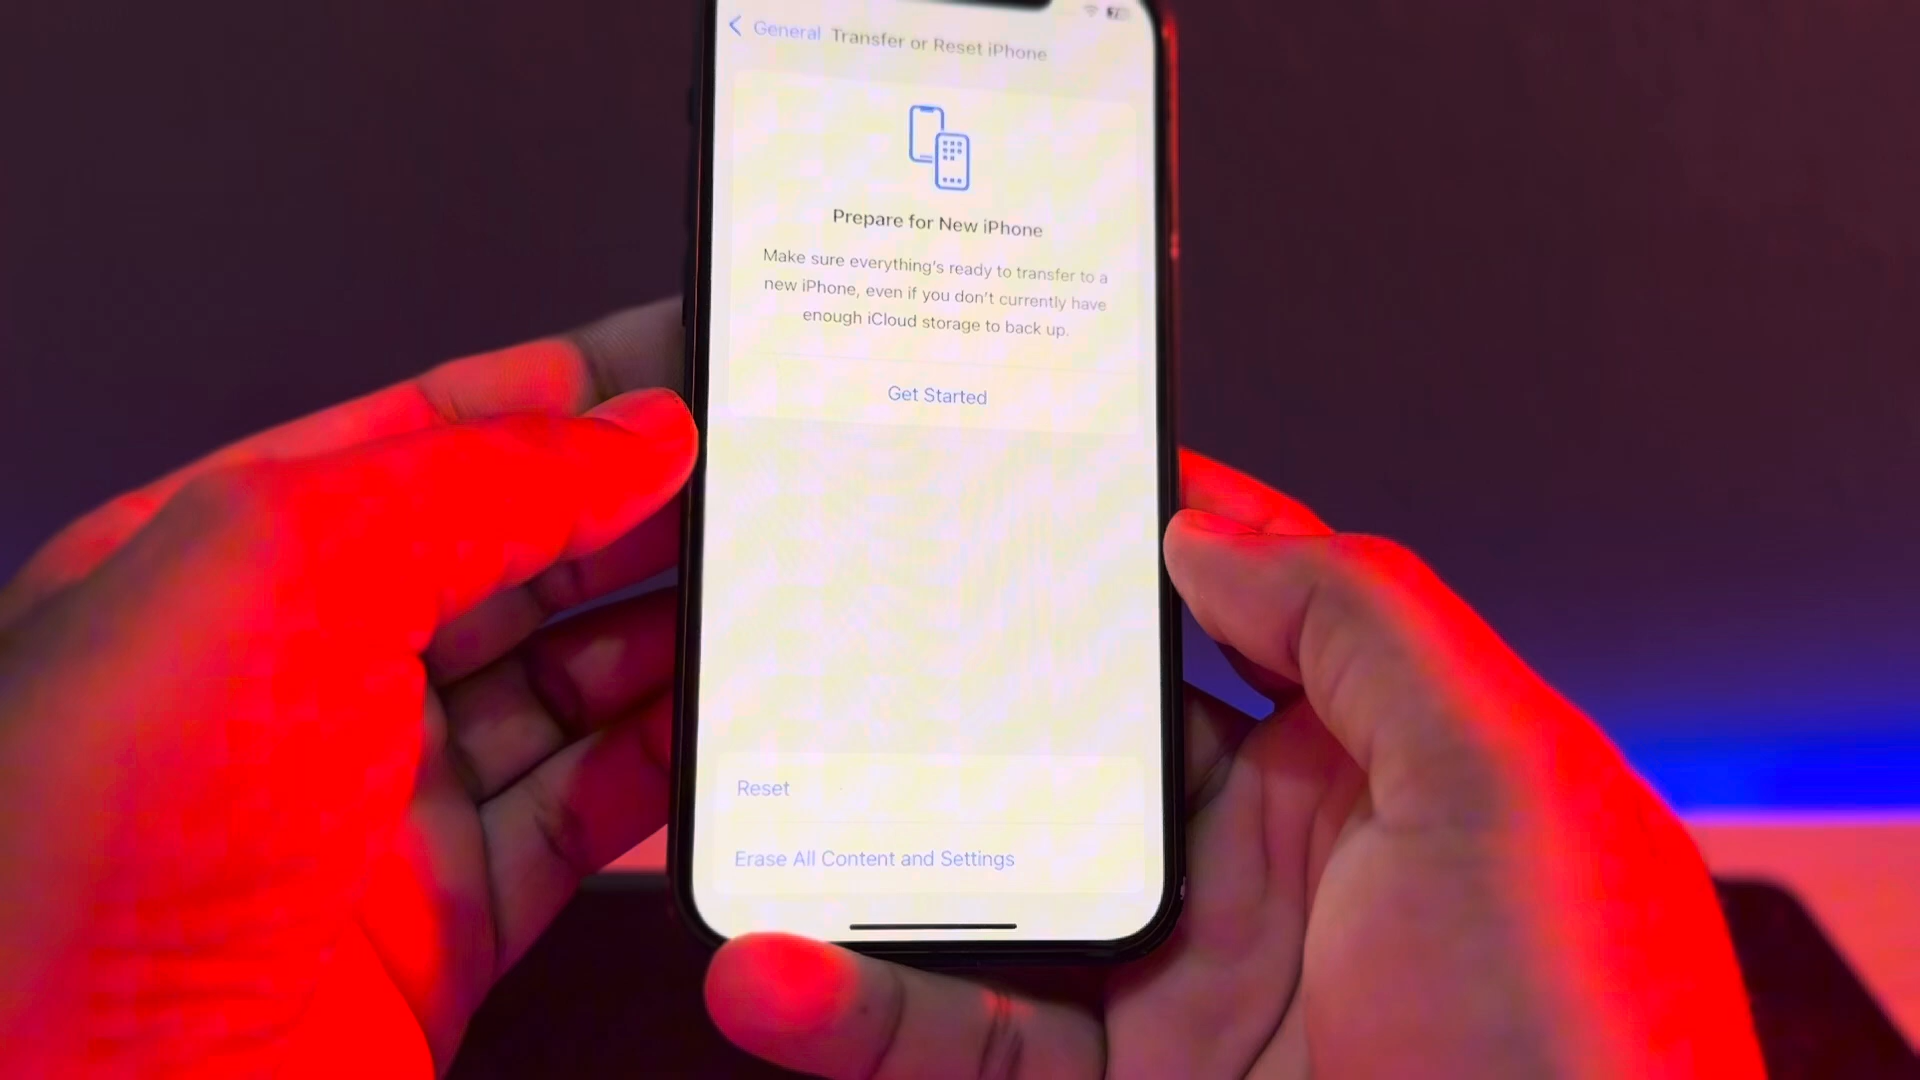 General Transfer or Reset iPhone
Prepare for New iPhone
Make sure everything's ready to transfer to a
new iPhone, even if you don't currently have
enough iCloud storage to back up.
Get Started
Reset
Erase All Content and Settings